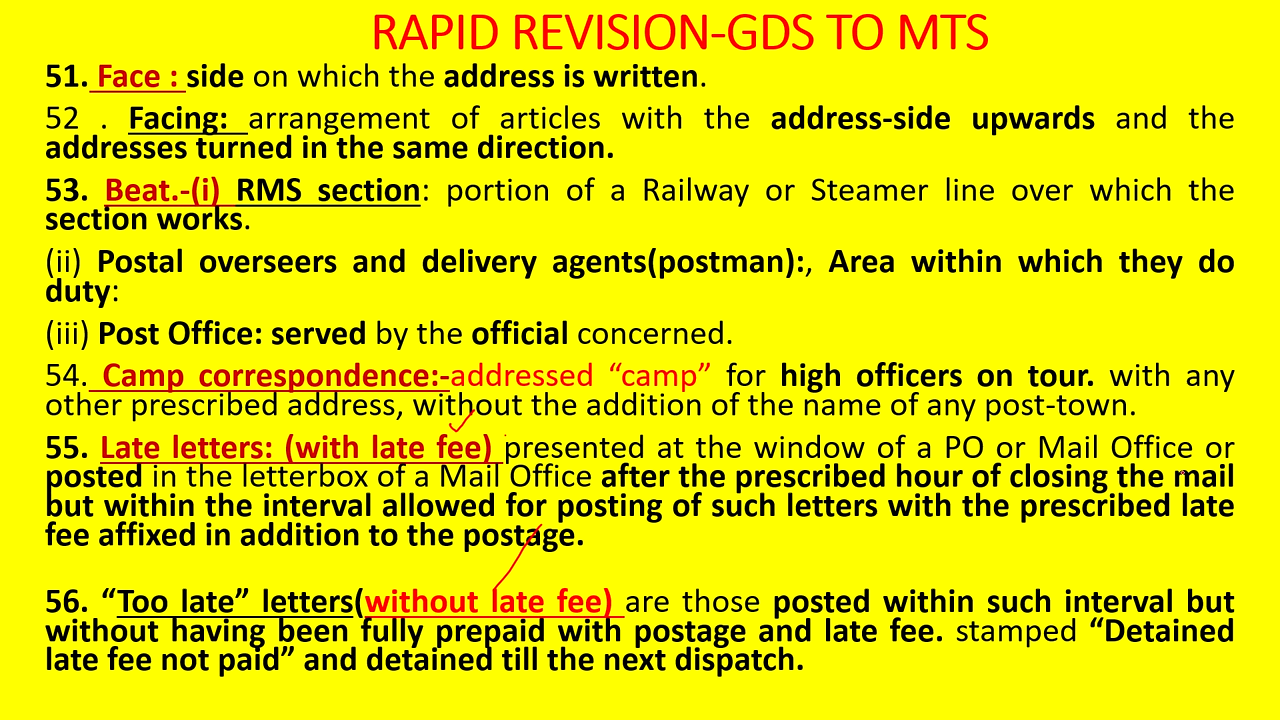 RAPID REVISION-GDS TO MTS
51. Face : side on which the address is written.
52 . Facing: arrangement of articles with the address-side upwards and the
addresses turned in the same direction.
53. Beat.-(i) RMS section: portion of a Railway or Steamer line over which the
section works.
(ii) Postal overseers and delivery agents(postman):, Area within which they do
duty:
(iii) Post Office: served by the official concerned.
54. Camp correspondence:-addressed “camp” for high officers on tour. with any
other prescribed address, without the addition of the name of any post-town.
55. Late letters: (with late fee) presented at the window of a PO or Mail Office or
posted in the letterbox of a Mail Office after the prescribed hour of closing the mail
but within the interval allowed for posting of such letters with the prescribed late
fee affixed in addition to the postage.
56. “Too late” letters(without late fee) are those posted within such interval but
without having been fully prepaid with postage and late fee. stamped “Detained
late fee not paid” and detained till the next dispatch.